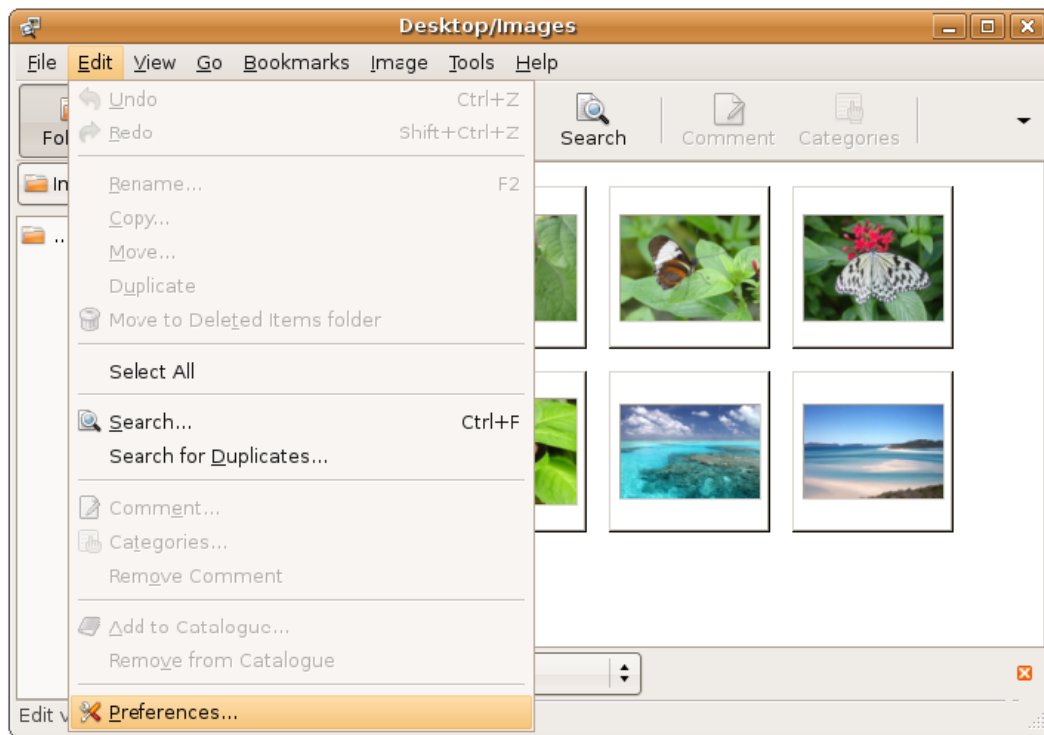 Desktop/Images
File Edit View Go Bookmarks Image Tools Help
Undo Ctrl+Z
Redo Shift+Ctrl+Z
Search Comment Categories
Rename... F2
Copy...
Move...
Duplicate
Move to Deleted Items folder
Select All
Search... Ctrl+F
Search for Duplicates...
Comment...
Categories...
Remove Comment
Add to Catalogue...
Remove from Catalogue
Preferences...
Edit